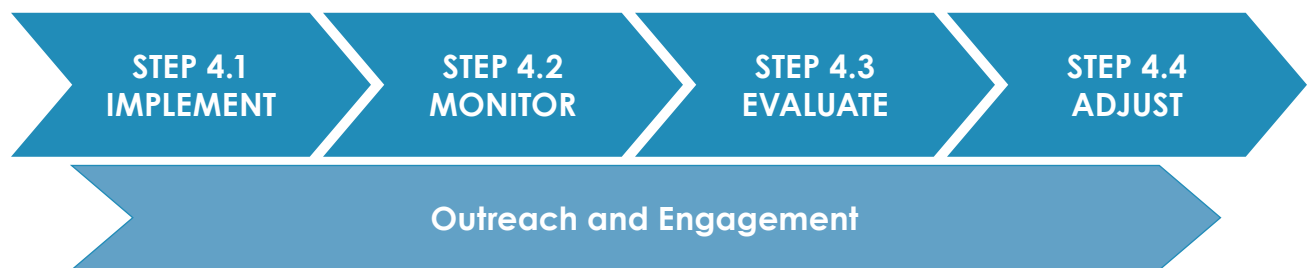 STEP 4.1
IMPLEMENT
STEP 4.2
MONITOR
STEP 4.3
EVALUATE
STEP 4.4
ADJUST
Outreach and Engagement